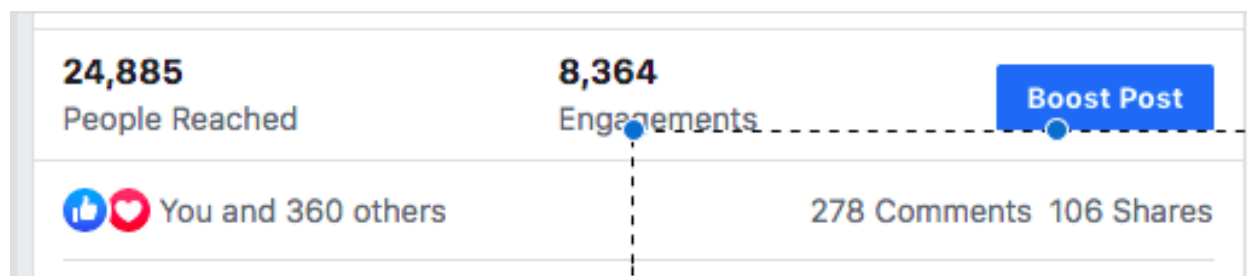 24,885 8,364
People Reached Engagements Boost Post
You and 360 others 278 Comments 106 Shares